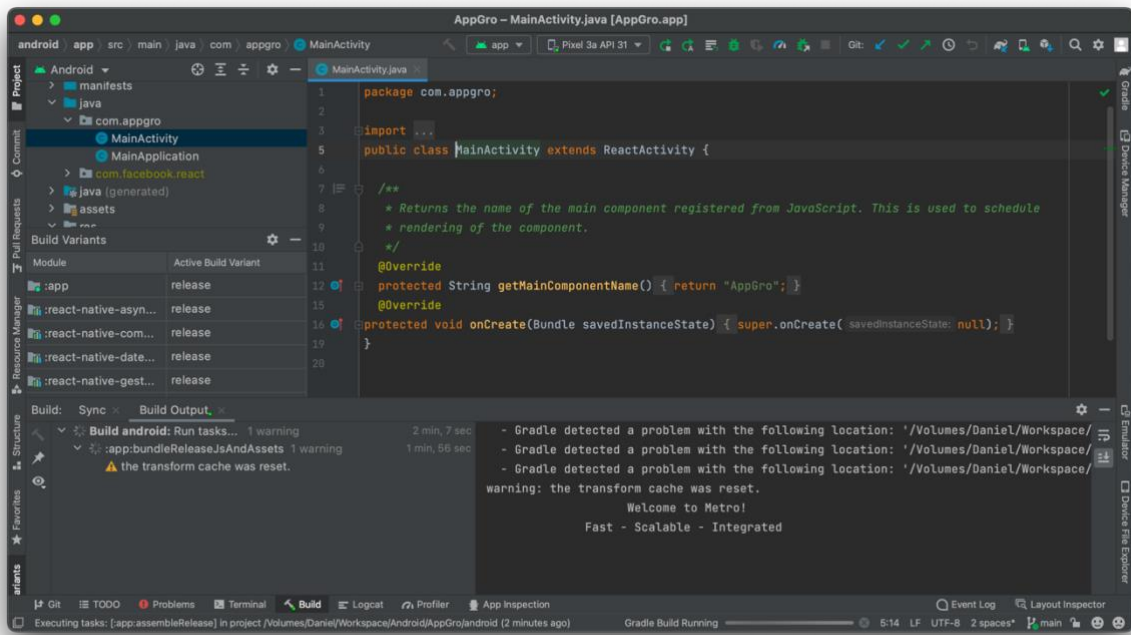 AppGro – MainActivity.java [AppGro.app]
android app src main java com appgro MainActivity
app Pixel 3a API 31 Git:
Project
Commit
Pull Requests
Resource Manager
Structure
Favorites
Android
manifests
java
com.appgro
MainActivity
MainApplication
com.facebook.react
java (generated)
assets
Build Variants
Module Active Build Variant
:app release
:react-native-asyn... release
:react-native-com... release
:react-native-date... release
:react-native-gest... release
MainActivity.java
1 package com.appgro;
2
3 import ...
5 public class MainActivity extends ReactActivity {
6
7 /**
8 * Returns the name of the main component registered from JavaScript. This is used to schedule
9 * rendering of the component.
10 */
11 @Override
12 protected String getMainComponentName() { return "AppGro"; }
15 @Override
16 protected void onCreate(Bundle savedInstanceState) { super.onCreate( savedInstanceState: null); }
19 }
20
Gradle
Device Manager
Emulator
Device File Explorer
Build: Sync Build Output
Build android: Run tasks... 1 warning 2 min, 7 sec
:app:bundleReleaseJsAndAssets 1 warning 1 min, 56 sec
the transform cache was reset.
- Gradle detected a problem with the following location: '/Volumes/Daniel/Workspace/
- Gradle detected a problem with the following location: '/Volumes/Daniel/Workspace/
- Gradle detected a problem with the following location: '/Volumes/Daniel/Workspace/
warning: the transform cache was reset.
Welcome to Metro!
Fast - Scalable - Integrated
Git TODO Problems Terminal Build Logcat Profiler App Inspection Event Log Layout Inspector
Executing tasks: [:app:assembleRelease] in project /Volumes/Daniel/Workspace/Android/AppGro/android (2 minutes ago) Gradle Build Running 5:14 LF UTF-8 2 spaces* main